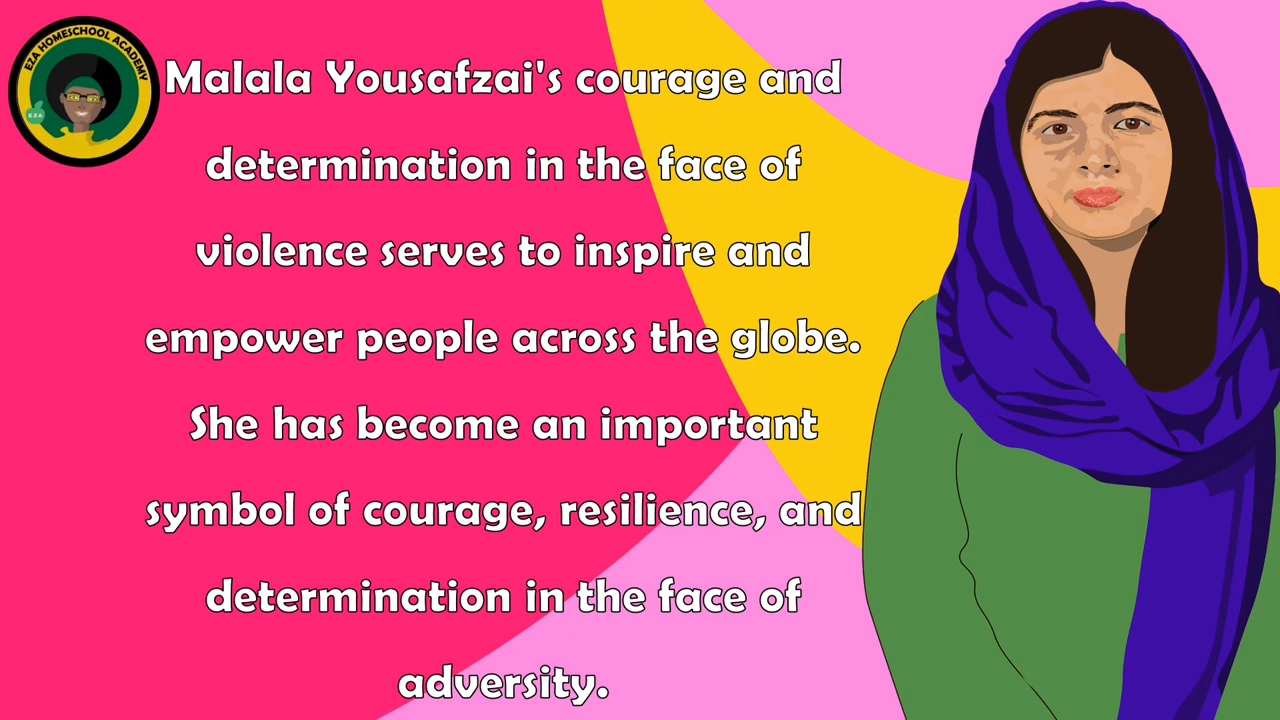 EZA HOMESCHOOL ACADEMY
EZA
Malala Yousafzai's courage and
determination in the face of
violence serves to inspire and
empower people across the globe.
She has become an important
symbol of courage, resilience, and
determination in the face of
adversity.